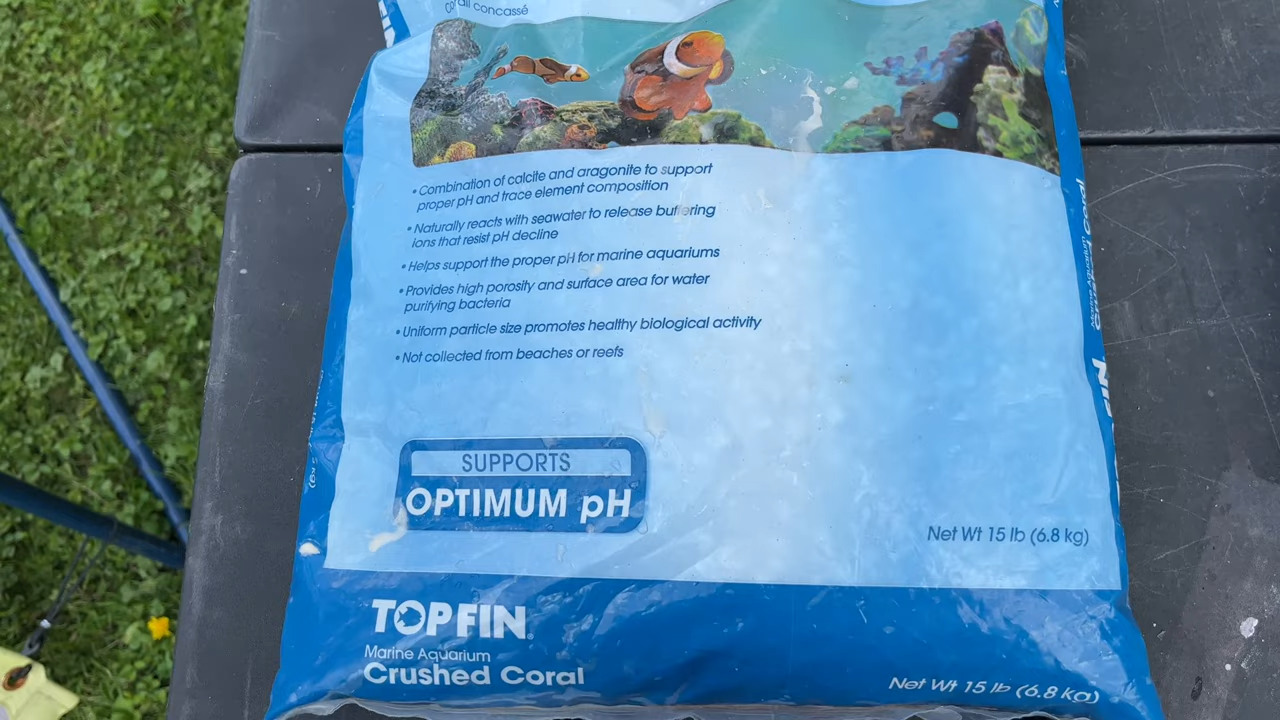 corail concassé
• Combination of calcite and aragonite to support
proper pH and trace element composition
• Naturally reacts with seawater to release buffering
ions that resist pH decline
• Helps support the proper pH for marine aquariums
• Provides high porosity and surface area for water
purifying bacteria
• Uniform particle size promotes healthy biological activity
• Not collected from beaches or reefs
SUPPORTS
OPTIMUM pH
Net Wt 15 lb (6.8 kg)
TOPFIN®
Marine Aquarium
Crushed Coral
Net Wt 15 lb (6.8 kg)
Marine Aquarium
Crushed Coral